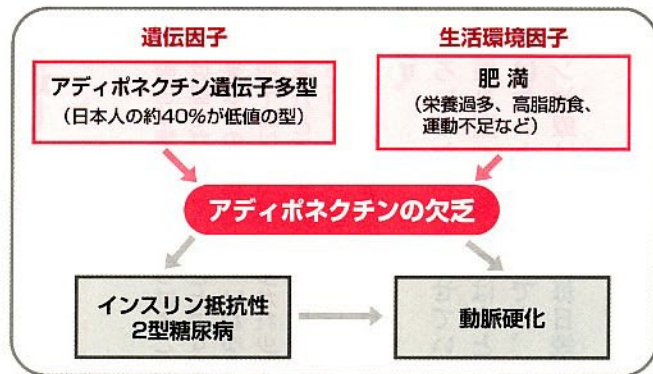 遺伝因子
アディポネクチン遺伝子多型
(日本人の約40%が低値の型)
生活環境因子
肥満
(栄養過多、高脂肪食、
運動不足など)
アディポネクチンの欠乏
インスリン抵抗性
2型糖尿病
動脈硬化